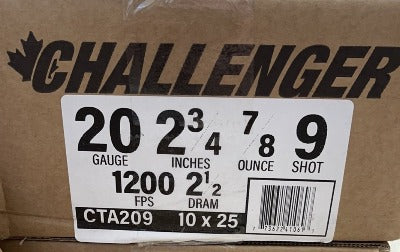 CHALLENGER
20 2 3/4 7/8 9
GAUGE INCHES OUNCE SHOT
1200 2 1/2
FPS DRAM
CTA209 10 x 25